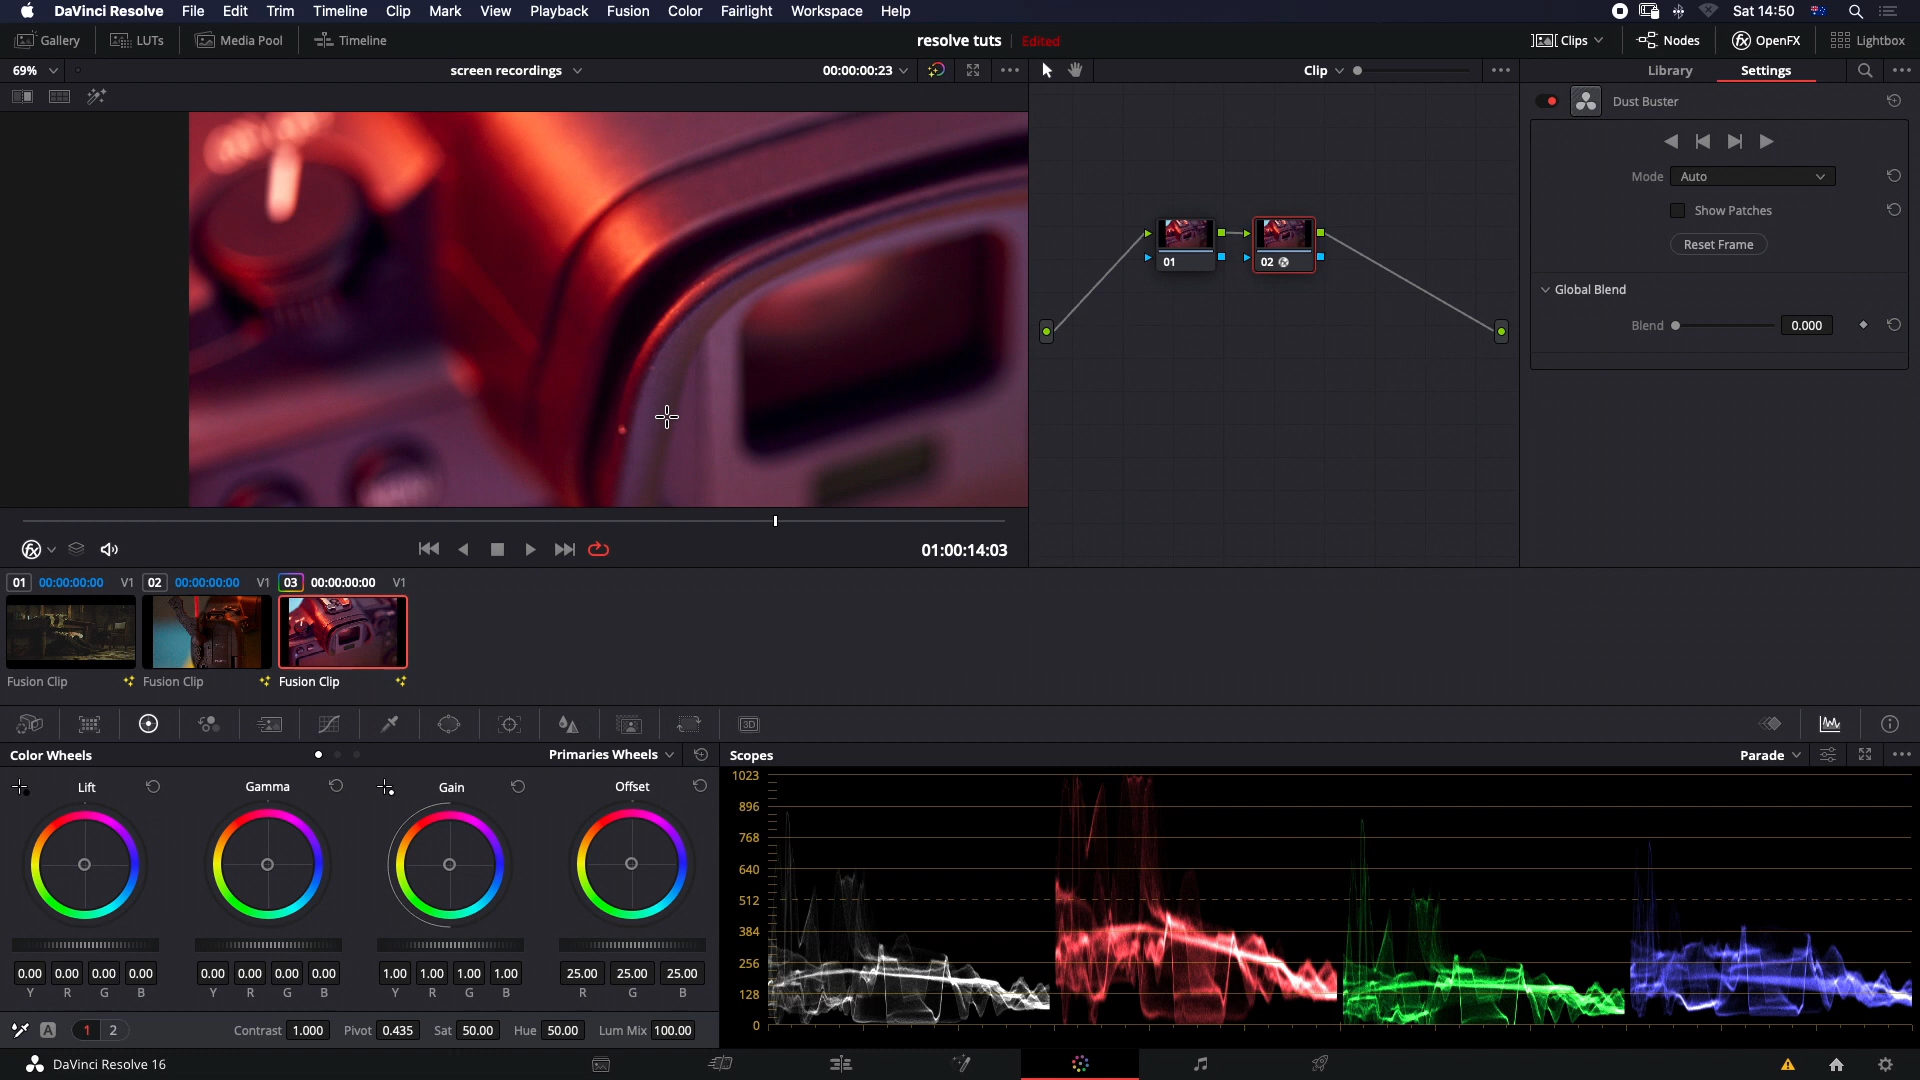 DaVinci Resolve File Edit Trim Timeline Clip Mark View Playback Fusion Color Fairlight Workspace Help Sat 14:50
Gallery LUTs Media Pool Timeline resolve tuts Edited Clips Nodes OpenFX Lightbox
69% screen recordings 00:00:00:23 Clip Library Settings
Dust Buster
Mode Auto
Show Patches
Reset Frame
Global Blend
Blend 0.000
01 02
01:00:14:03
01 00:00:00:00 V1 02 00:00:00:00 V1 03 00:00:00:00 V1
Fusion Clip Fusion Clip Fusion Clip
3D
Color Wheels Primaries Wheels Scopes Parade
Lift Gamma Gain Offset
1023
896
768
640
512
384
256
128
0
0.00 0.00 0.00 0.00 0.00 0.00 0.00 0.00 1.00 1.00 1.00 1.00 25.00 25.00 25.00
Y R G B Y R G B Y R G B R G B
A 1 2 Contrast 1.000 Pivot 0.435 Sat 50.00 Hue 50.00 Lum Mix 100.00
DaVinci Resolve 16